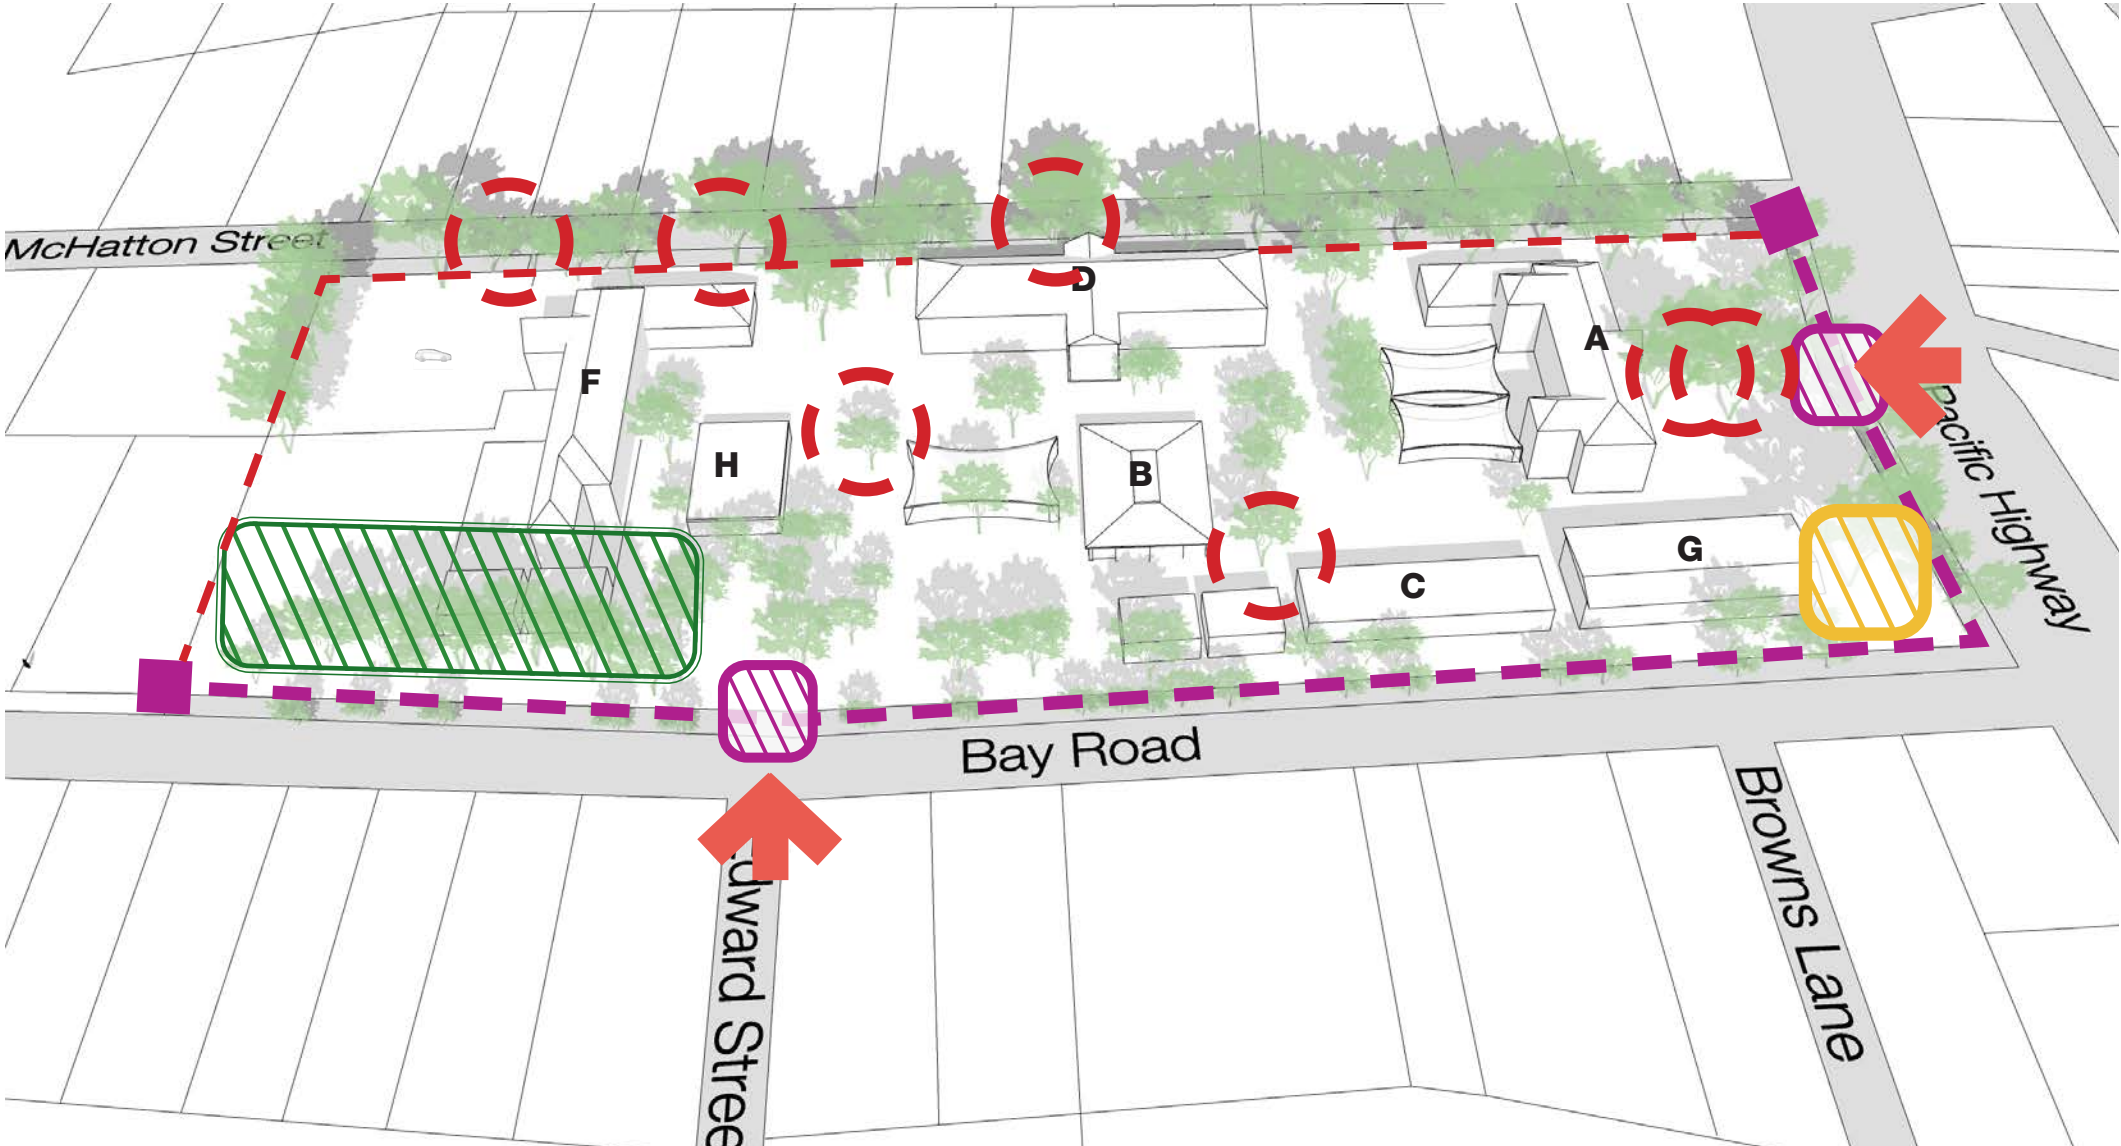 McHatton Street
D
A
F
Pacific Highway
H
B
G
C
Bay Road
Browns Lane
dward Stree